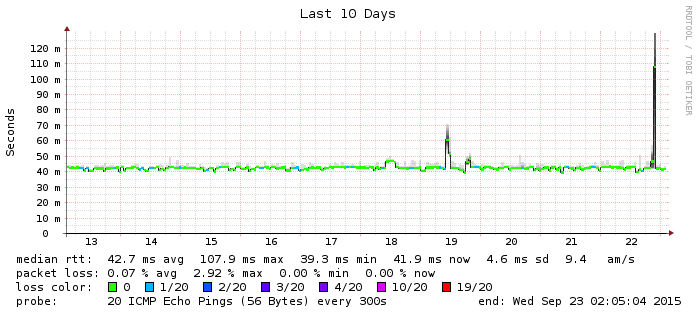 Last 10 Days
RRDTOOL / TOBI OETIKER
Seconds
120 m
110 m
100 m
90 m
80 m
70 m
60 m
50 m
40 m
30 m
20 m
10 m
0
13 14 15 16 17 18 19 20 21 22
median rtt: 42.7 ms avg 107.9 ms max 39.3 ms min 41.9 ms now 4.6 ms sd 9.4 am/s
packet loss: 0.07 % avg 2.92 % max 0.00 % min 0.00 % now
loss color: 0 1/20 2/20 3/20 4/20 10/20 19/20
probe: 20 ICMP Echo Pings (56 Bytes) every 300s end: Wed Sep 23 02:05:04 2015